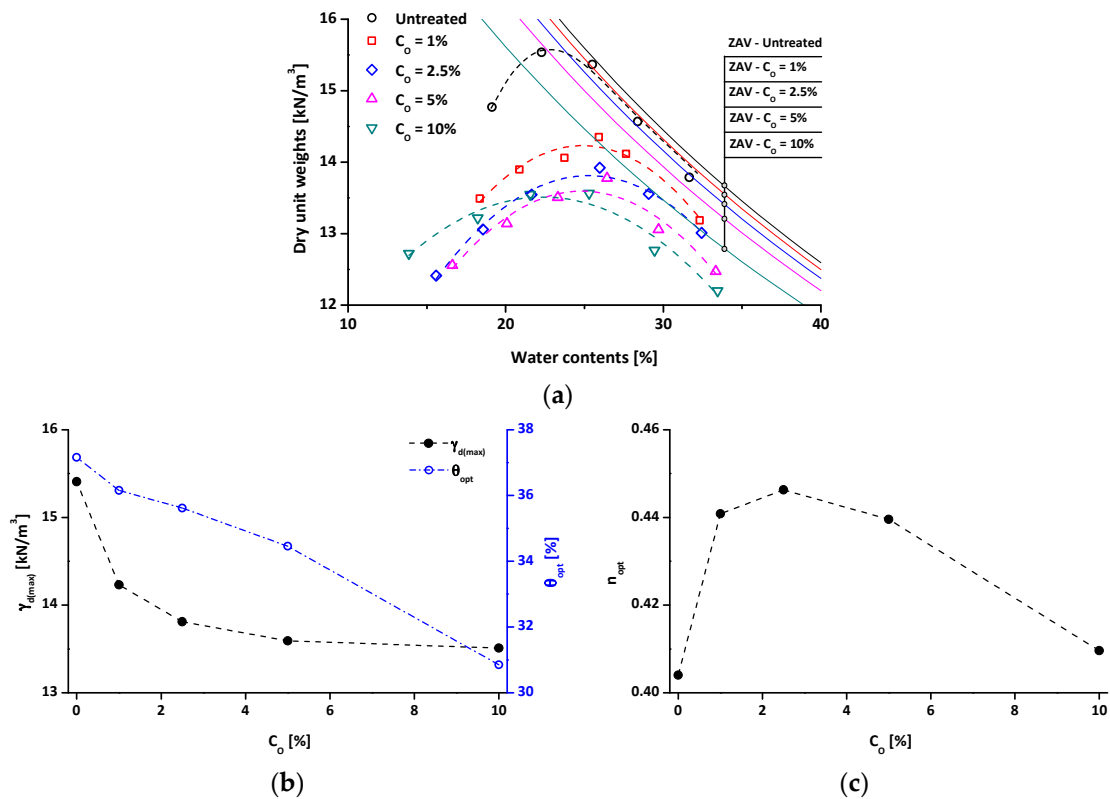 16
15
14
13
12
Dry unit weights [kN/m³]
10 20 30 40
Water contents [%]
Untreated
C_O = 1%
C_O = 2.5%
C_O = 5%
C_O = 10%
ZAV - Untreated
ZAV - C_O = 1%
ZAV - C_O = 2.5%
ZAV - C_O = 5%
ZAV - C_O = 10%
(a)
16
15
14
13
γ_d(max) [kN/m³]
0 2 4 6 8 10
C_O [%]
γ_d(max)
θ_opt
38
36
34
32
30
θ_opt [%]
(b)
0.46
0.44
0.42
0.40
n_opt
0 2 4 6 8 10
C_O [%]
(c)